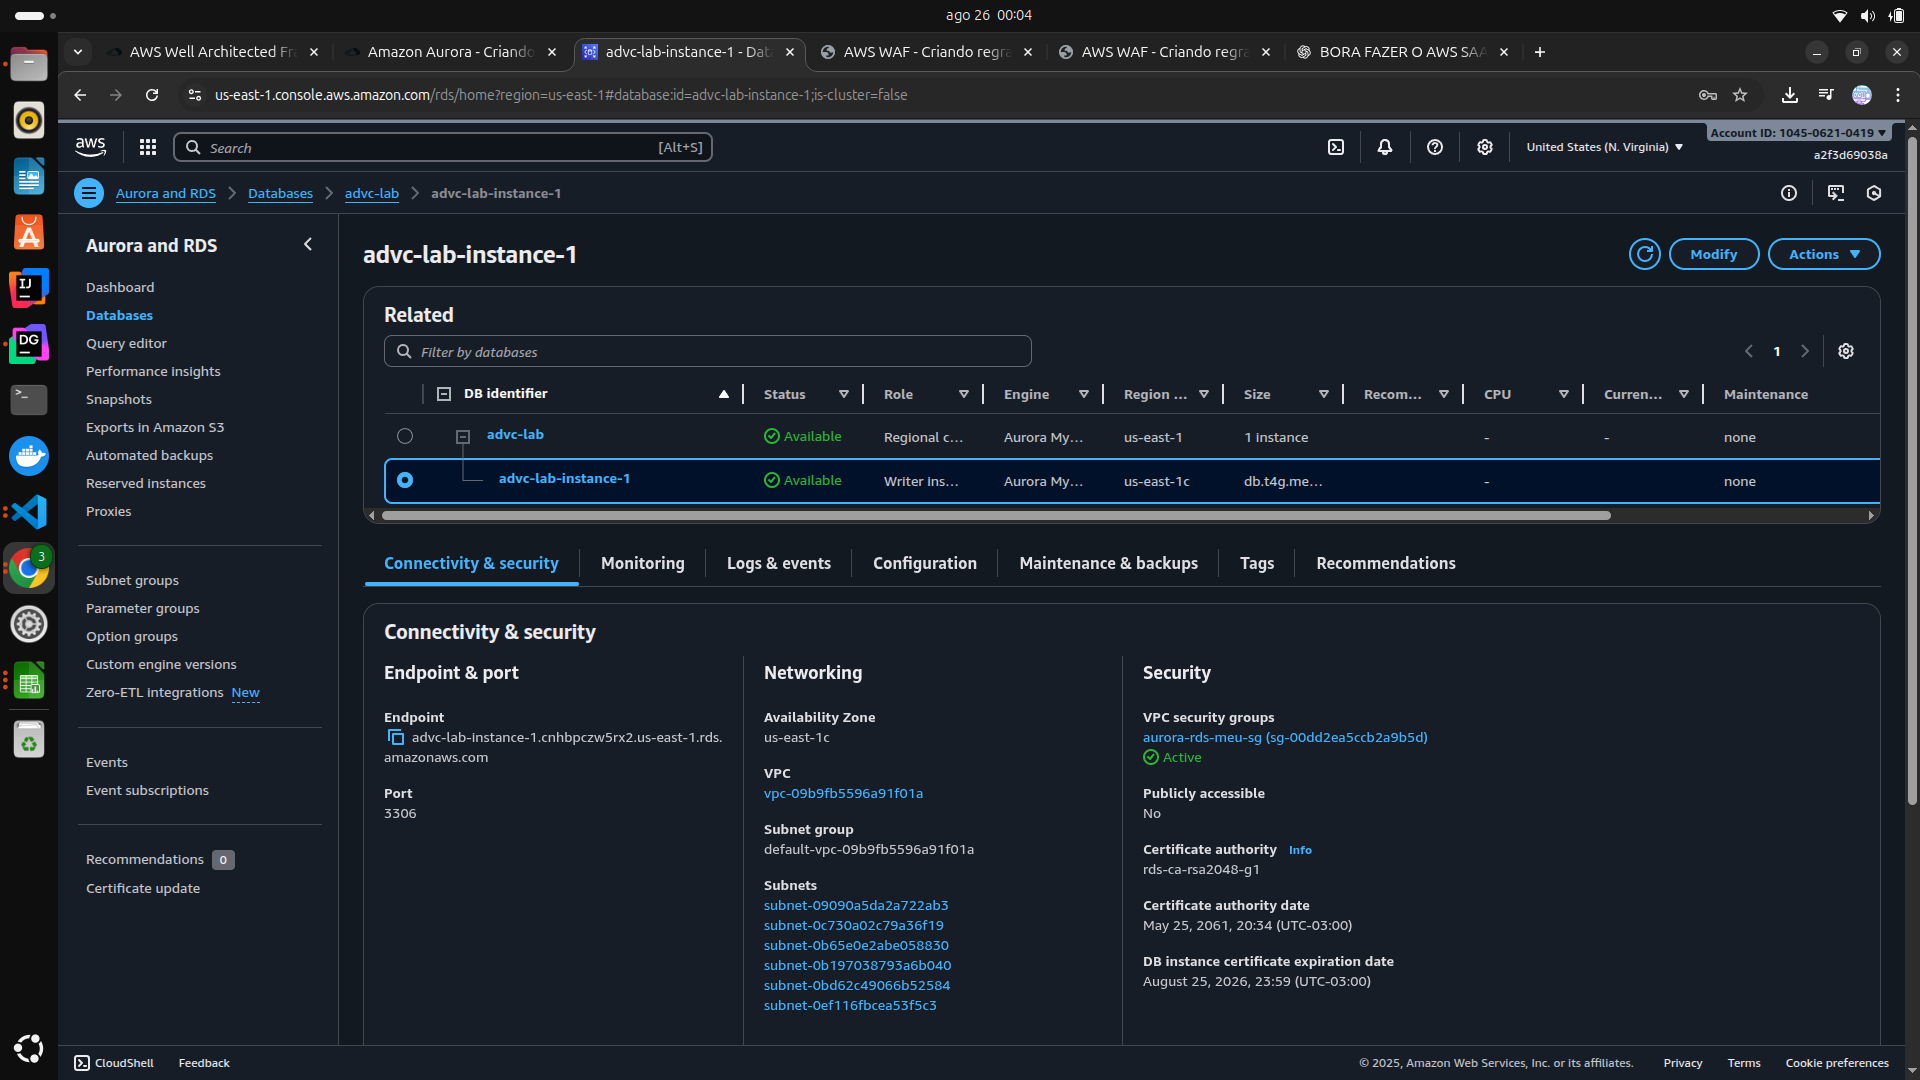 ago 26 00:04
AWS Well Architected Fra
Amazon Aurora - Criando
advc-lab-instance-1 - Data
AWS WAF - Criando regra
AWS WAF - Criando regra
BORA FAZER O AWS SAA
us-east-1.console.aws.amazon.com/rds/home?region=us-east-1#database:id=advc-lab-instance-1;is-cluster=false
aws
Search
[Alt+S]
United States (N. Virginia)
Account ID: 1045-0621-0419
a2f3d69038a
Aurora and RDS
Databases
advc-lab
advc-lab-instance-1
Aurora and RDS
Dashboard
Databases
Query editor
Performance insights
Snapshots
Exports in Amazon S3
Automated backups
Reserved instances
Proxies
Subnet groups
Parameter groups
Option groups
Custom engine versions
Zero-ETL integrations New
Events
Event subscriptions
Recommendations 0
Certificate update
advc-lab-instance-1
Modify
Actions
Related
Filter by databases
1
DB identifier Status Role Engine Region ... Size Recom... CPU Curren... Maintenance
advc-lab Available Regional c... Aurora My... us-east-1 1 instance - - none
advc-lab-instance-1 Available Writer ins... Aurora My... us-east-1c db.t4g.me... - none
Connectivity & security Monitoring Logs & events Configuration Maintenance & backups Tags Recommendations
Connectivity & security
Endpoint & port
Endpoint
advc-lab-instance-1.cnhbpczw5rx2.us-east-1.rds.
amazonaws.com
Port
3306
Networking
Availability Zone
us-east-1c
VPC
vpc-09b9fb5596a91f01a
Subnet group
default-vpc-09b9fb5596a91f01a
Subnets
subnet-09090a5da2a722ab3
subnet-0c730a02c79a36f19
subnet-0b65e0e2abe058830
subnet-0b197038793a6b040
subnet-0bd62c49066b52584
subnet-0ef116fbcea53f5c3
Security
VPC security groups
aurora-rds-meu-sg (sg-00dd2ea5ccb2a9b5d)
Active
Publicly accessible
No
Certificate authority Info
rds-ca-rsa2048-g1
Certificate authority date
May 25, 2061, 20:34 (UTC-03:00)
DB instance certificate expiration date
August 25, 2026, 23:59 (UTC-03:00)
CloudShell
Feedback
© 2025, Amazon Web Services, Inc. or its affiliates.
Privacy
Terms
Cookie preferences
IJ
DG
3